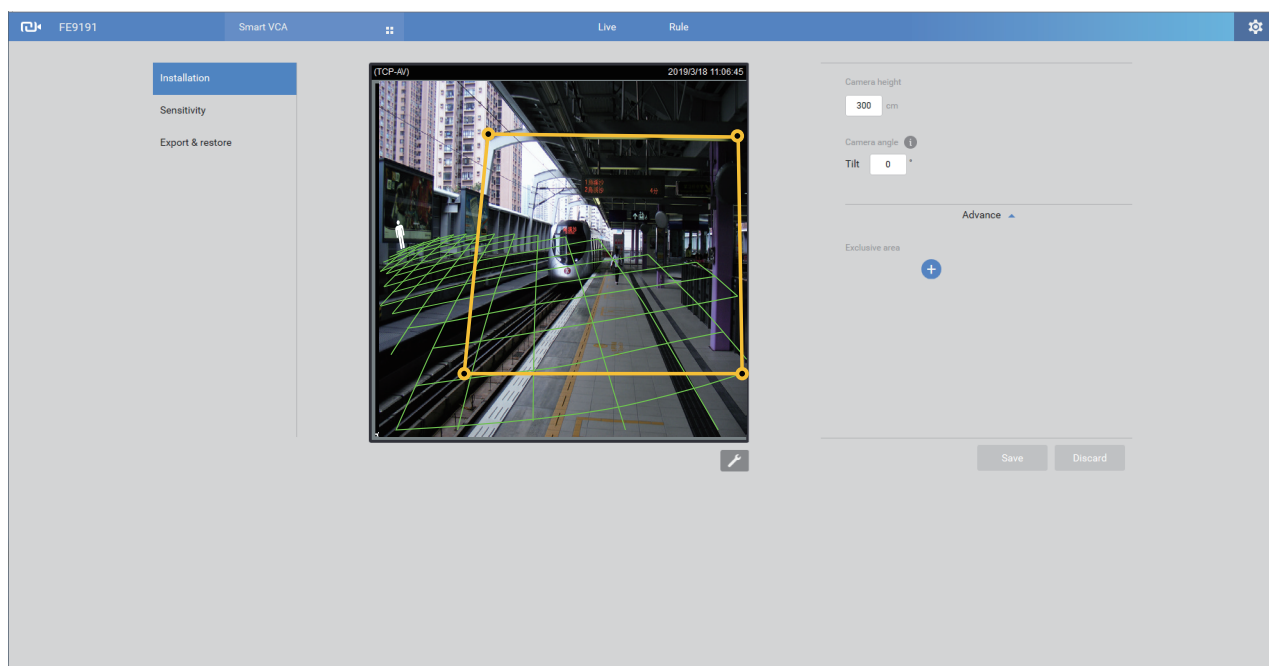 FE9191
Smart VCA
Live
Rule
Installation
Sensitivity
Export & restore
(TCP-AV)
2019/3/18 11:06:45
Camera height
300 cm
Camera angle i
Tilt 0 °
Advance
Exclusive area
Save
Discard